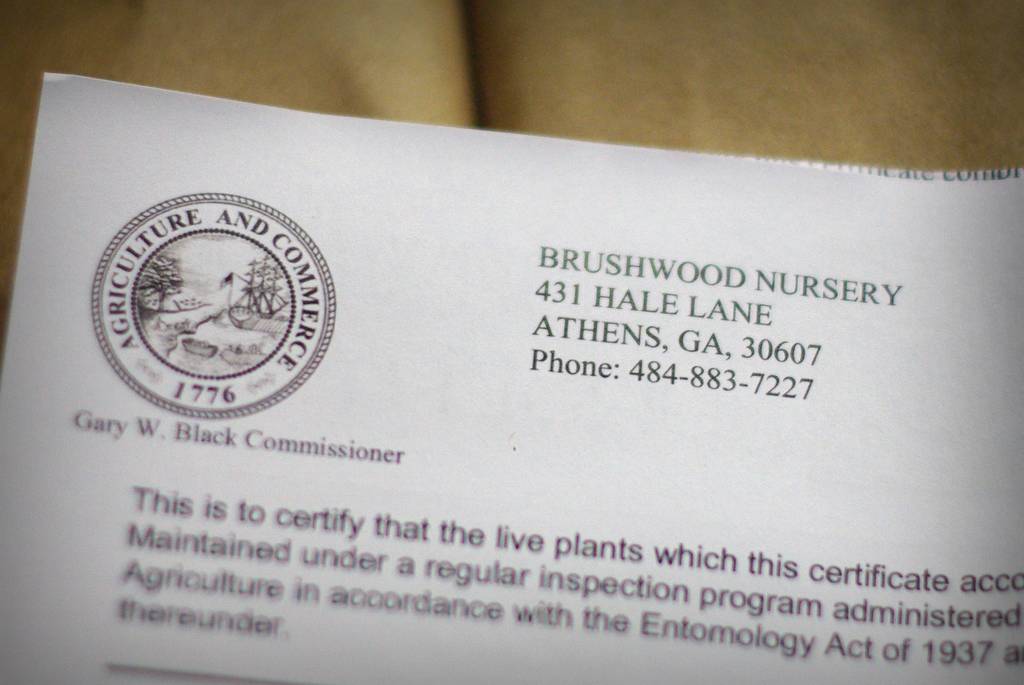 AGRICULTURE AND COMMERCE
1776
Gary W. Black Commissioner
BRUSHWOOD NURSERY
431 HALE LANE
ATHENS, GA, 30607
Phone: 484-883-7227
This is to certify that the live plants which this certificate acco
Maintained under a regular inspection program administered
Agriculture in accordance with the Entomology Act of 1937 a
thereunder.